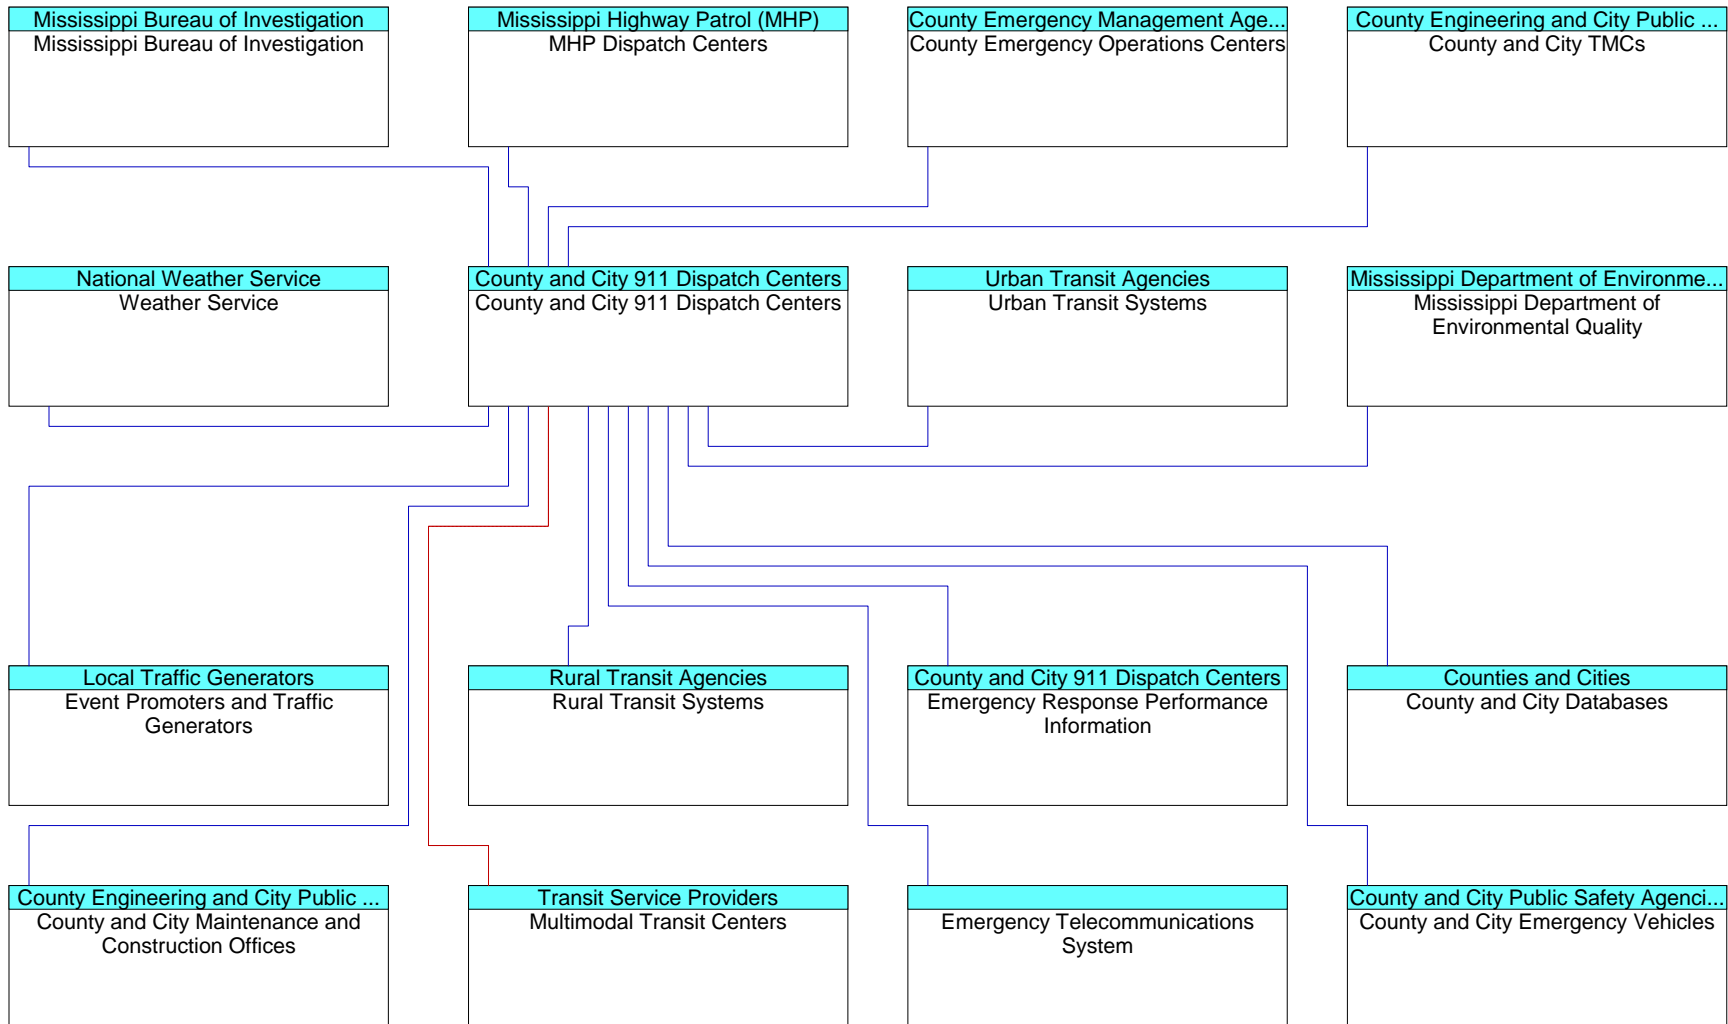 Mississippi Bureau of Investigation
Mississippi Bureau of Investigation
Mississippi Highway Patrol (MHP)
MHP Dispatch Centers
County Emergency Management Age...
County Emergency Operations Centers
County Engineering and City Public ...
County and City TMCs
National Weather Service
Weather Service
County and City 911 Dispatch Centers
County and City 911 Dispatch Centers
Urban Transit Agencies
Urban Transit Systems
Mississippi Department of Environme...
Mississippi Department of
Environmental Quality
Local Traffic Generators
Event Promoters and Traffic
Generators
Rural Transit Agencies
Rural Transit Systems
County and City 911 Dispatch Centers
Emergency Response Performance
Information
Counties and Cities
County and City Databases
County Engineering and City Public ...
County and City Maintenance and
Construction Offices
Transit Service Providers
Multimodal Transit Centers
Emergency Telecommunications
System
County and City Public Safety Agenci...
County and City Emergency Vehicles